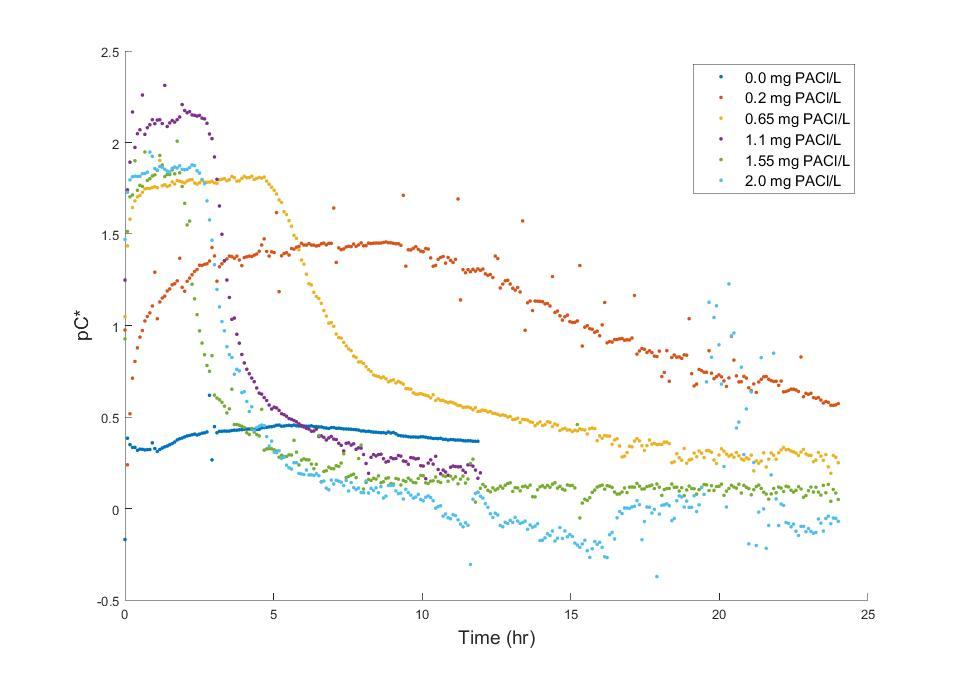 2.5
2
1.5
1
0.5
0
-0.5
pC*
0
5
10
15
20
25
Time (hr)
0.0 mg PACl/L
0.2 mg PACl/L
0.65 mg PACl/L
1.1 mg PACl/L
1.55 mg PACl/L
2.0 mg PACl/L